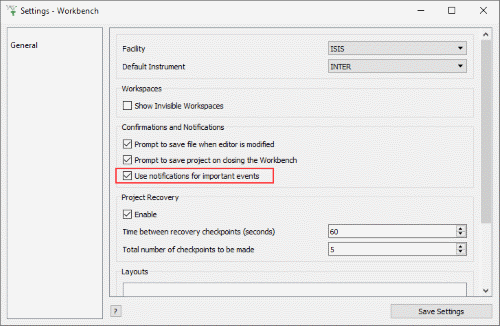 Settings - Workbench
General
Facility
ISIS
Default Instrument
INTER
Workspaces
Show Invisible Workspaces
Confirmations and Notifications
Prompt to save file when editor is modified
Prompt to save project on closing the Workbench
Use notifications for important events
Project Recovery
Enable
Time between recovery checkpoints (seconds)
60
Total number of checkpoints to be made
5
Layouts
?
Save Settings